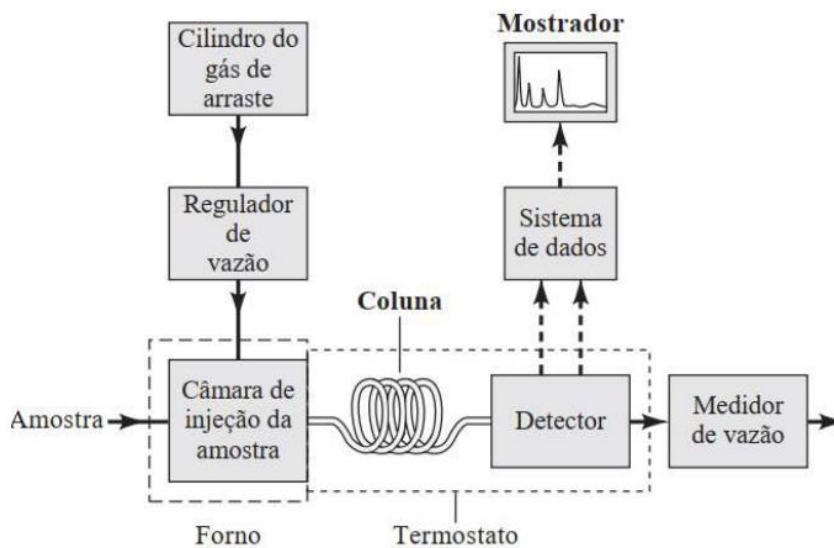 Mostrador
Cilindro do
gás de
arraste
Regulador
de
vazão
Sistema
de dados
Coluna
Amostra
Câmara de
injeção da
amostra
Detector
Medidor
de vazão
Forno
Termostato